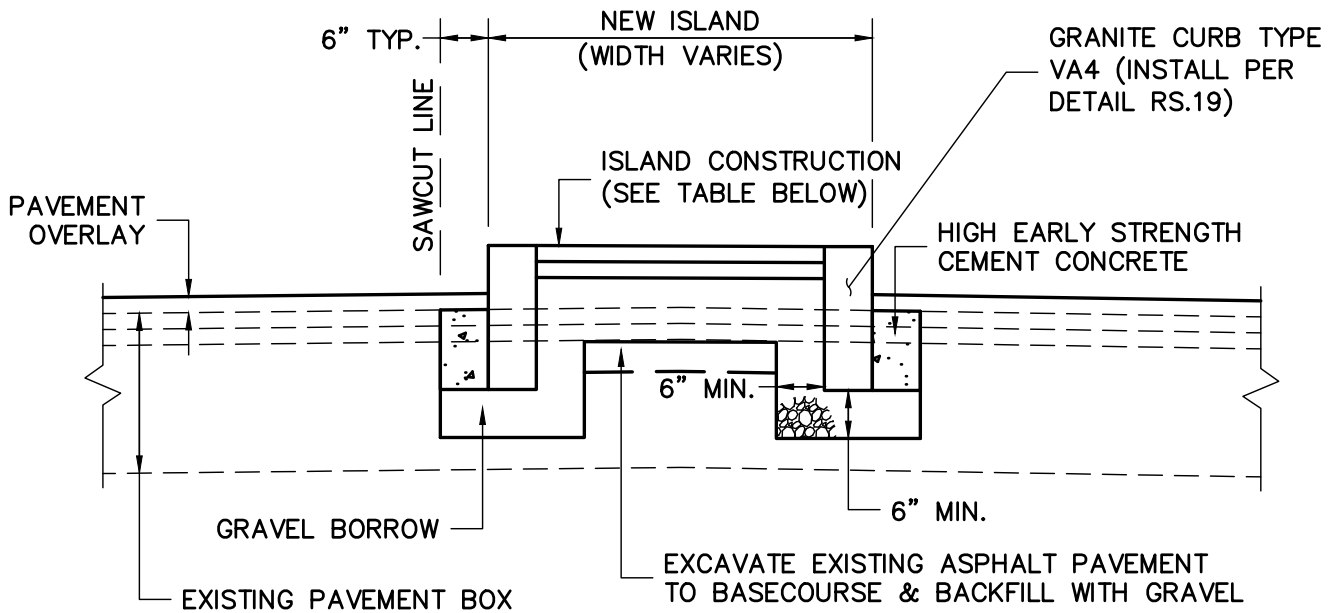 6" TYP.
NEW ISLAND
(WIDTH VARIES)
GRANITE CURB TYPE
VA4 (INSTALL PER
DETAIL RS.19)
SAWCUT LINE
ISLAND CONSTRUCTION
(SEE TABLE BELOW)
PAVEMENT
OVERLAY
HIGH EARLY STRENGTH
CEMENT CONCRETE
6" MIN.
6" MIN.
GRAVEL BORROW
EXCAVATE EXISTING ASPHALT PAVEMENT
TO BASECOURSE & BACKFILL WITH GRAVEL
EXISTING PAVEMENT BOX